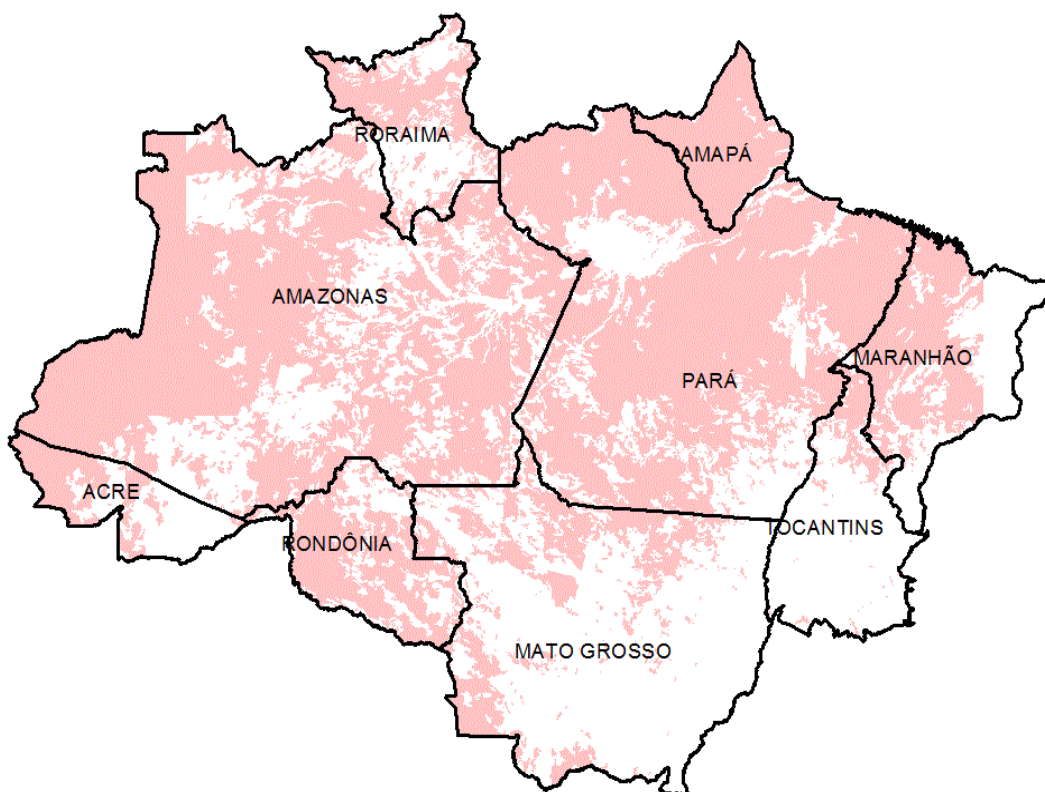 RORAIMA
AMAPÁ
AMAZONAS
MARANHÃO
PARÁ
ACRE
TOCANTINS
RONDÔNIA
MATO GROSSO